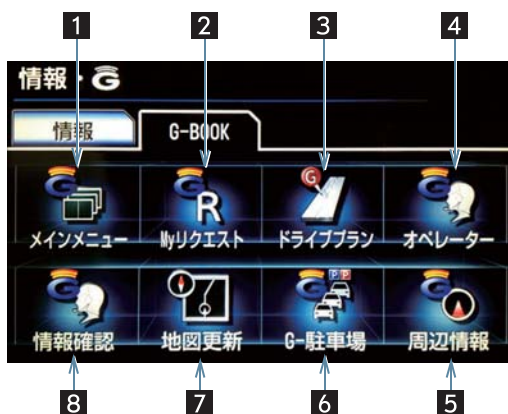 1 2 3 4
情報・G
情報 G-BOOK
メインメニュー Myリクエスト ドライブプラン オペレーター
情報確認 地図更新 G-駐車場 周辺情報
8 7 6 5